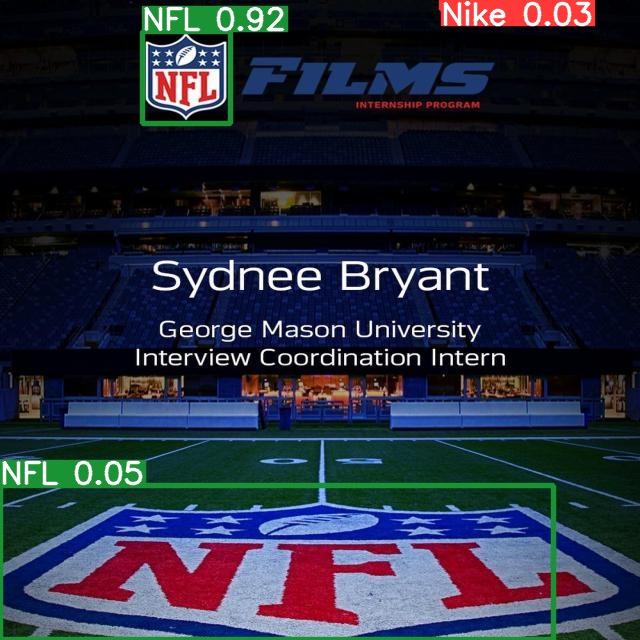 NFL 0.92
Nike 0.03
NFL
FILMS
INTERNSHIP PROGRAM
Sydnee Bryant
George Mason University
Interview Coordination Intern
5
NFL 0.05
NFL